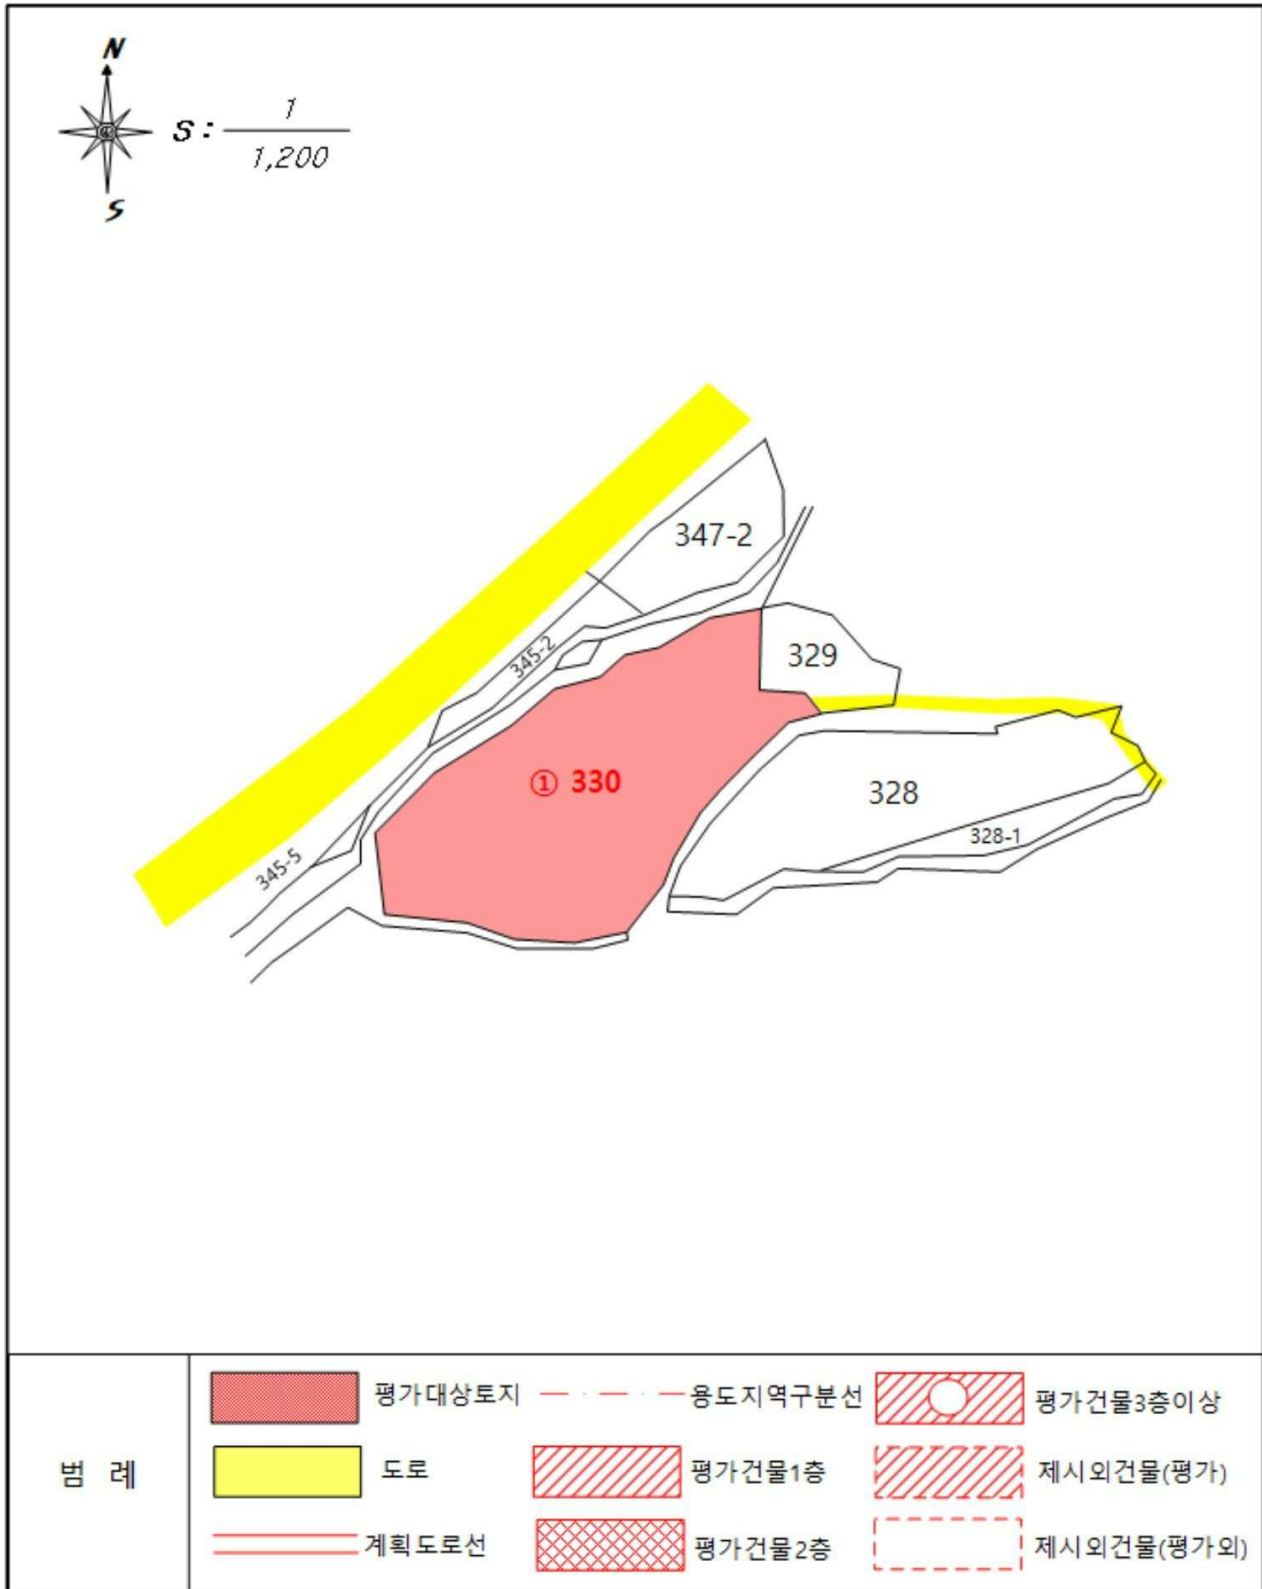 N
S : 1
1,200
S
347-2
345-2
329
① 330
328
328-1
345-5
범 례
평가대상토지
용도지역구분선
평가건물3층이상
도로
평가건물1층
제시외건물(평가)
계획도로선
평가건물2층
제시외건물(평가외)